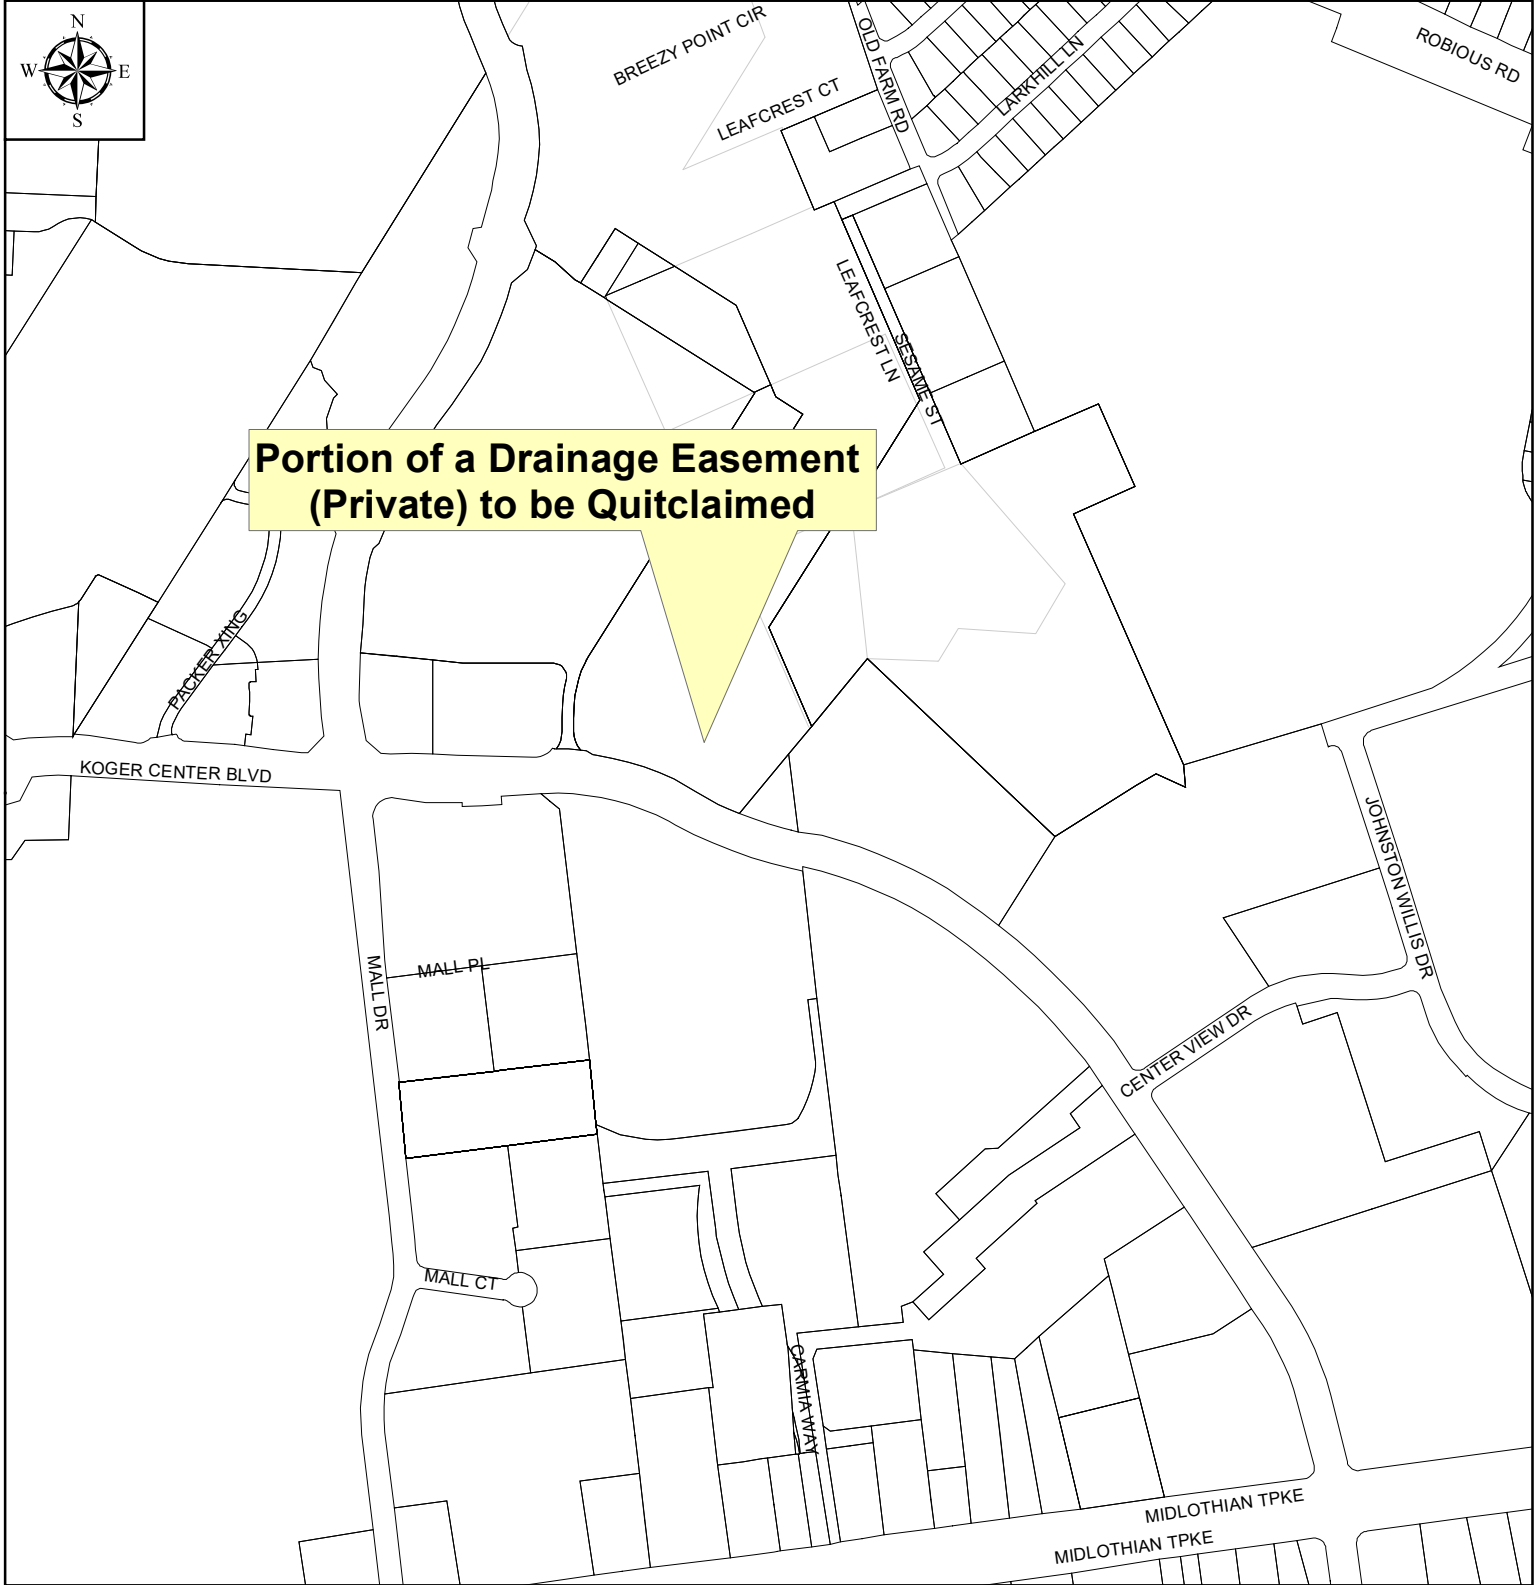 N
W E
S
BREEZY POINT CIR
OLD FARM RD
ROBIOUS RD
LARKHILL LN
LEAFCREST CT
LEAFCREST LN
SESAME ST
Portion of a Drainage Easement
(Private) to be Quitclaimed
PACKER XING
KOGER CENTER BLVD
JOHNSTON WILLIS DR
MALL PL
MALL DR
CENTER VIEW DR
MALL CT
CARMIA WAY
MIDLOTHIAN TPKE
MIDLOTHIAN TPKE